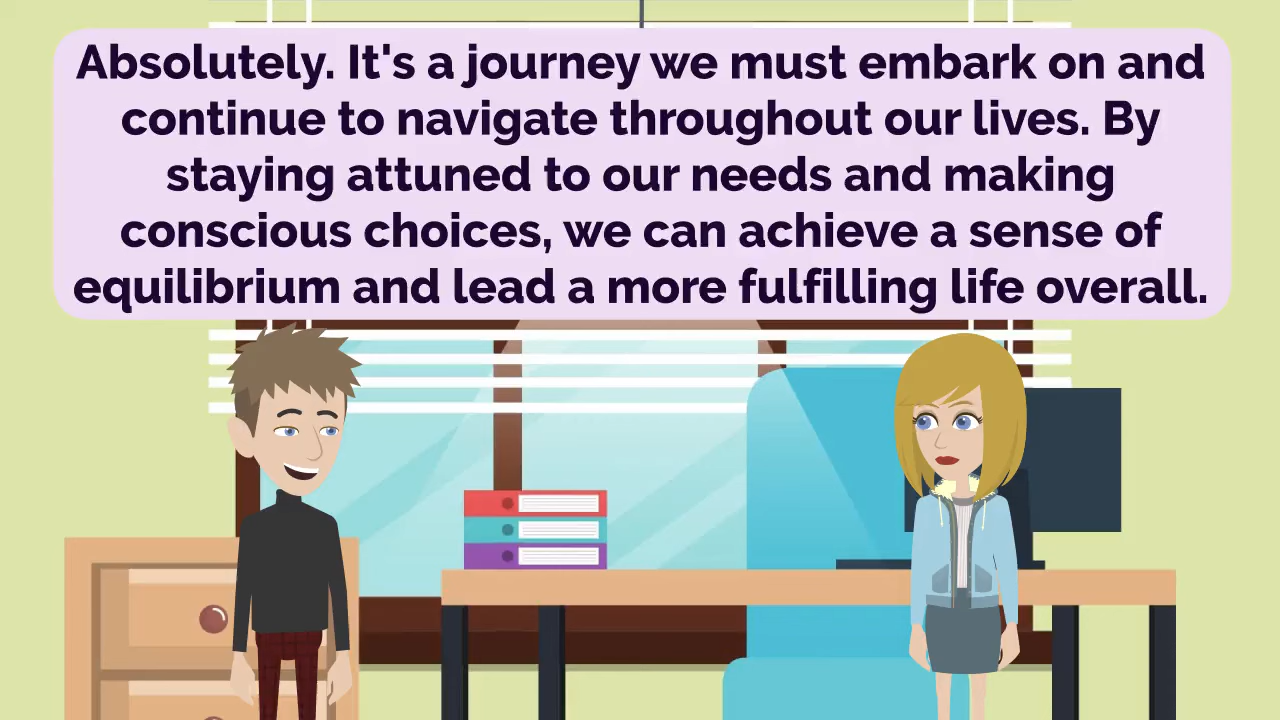 Absolutely. It's a journey we must embark on and
continue to navigate throughout our lives. By
staying attuned to our needs and making
conscious choices, we can achieve a sense of
equilibrium and lead a more fulfilling life overall.